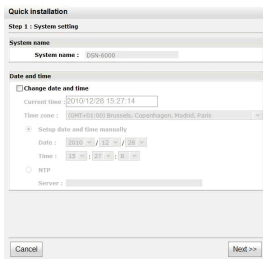 Quick installation
Step 1 : System setting
System name
System name : DSN-6000
Date and time
Change date and time
Current time : 2010/12/28 15:27:14
Time zone : (GMT+01:00) Brussels, Copenhagen, Madrid, Paris
Setup date and time manually
Date : 2010 / 12 / 28
Time : 15 : 27 : 8
NTP
Server :
Cancel Next >>